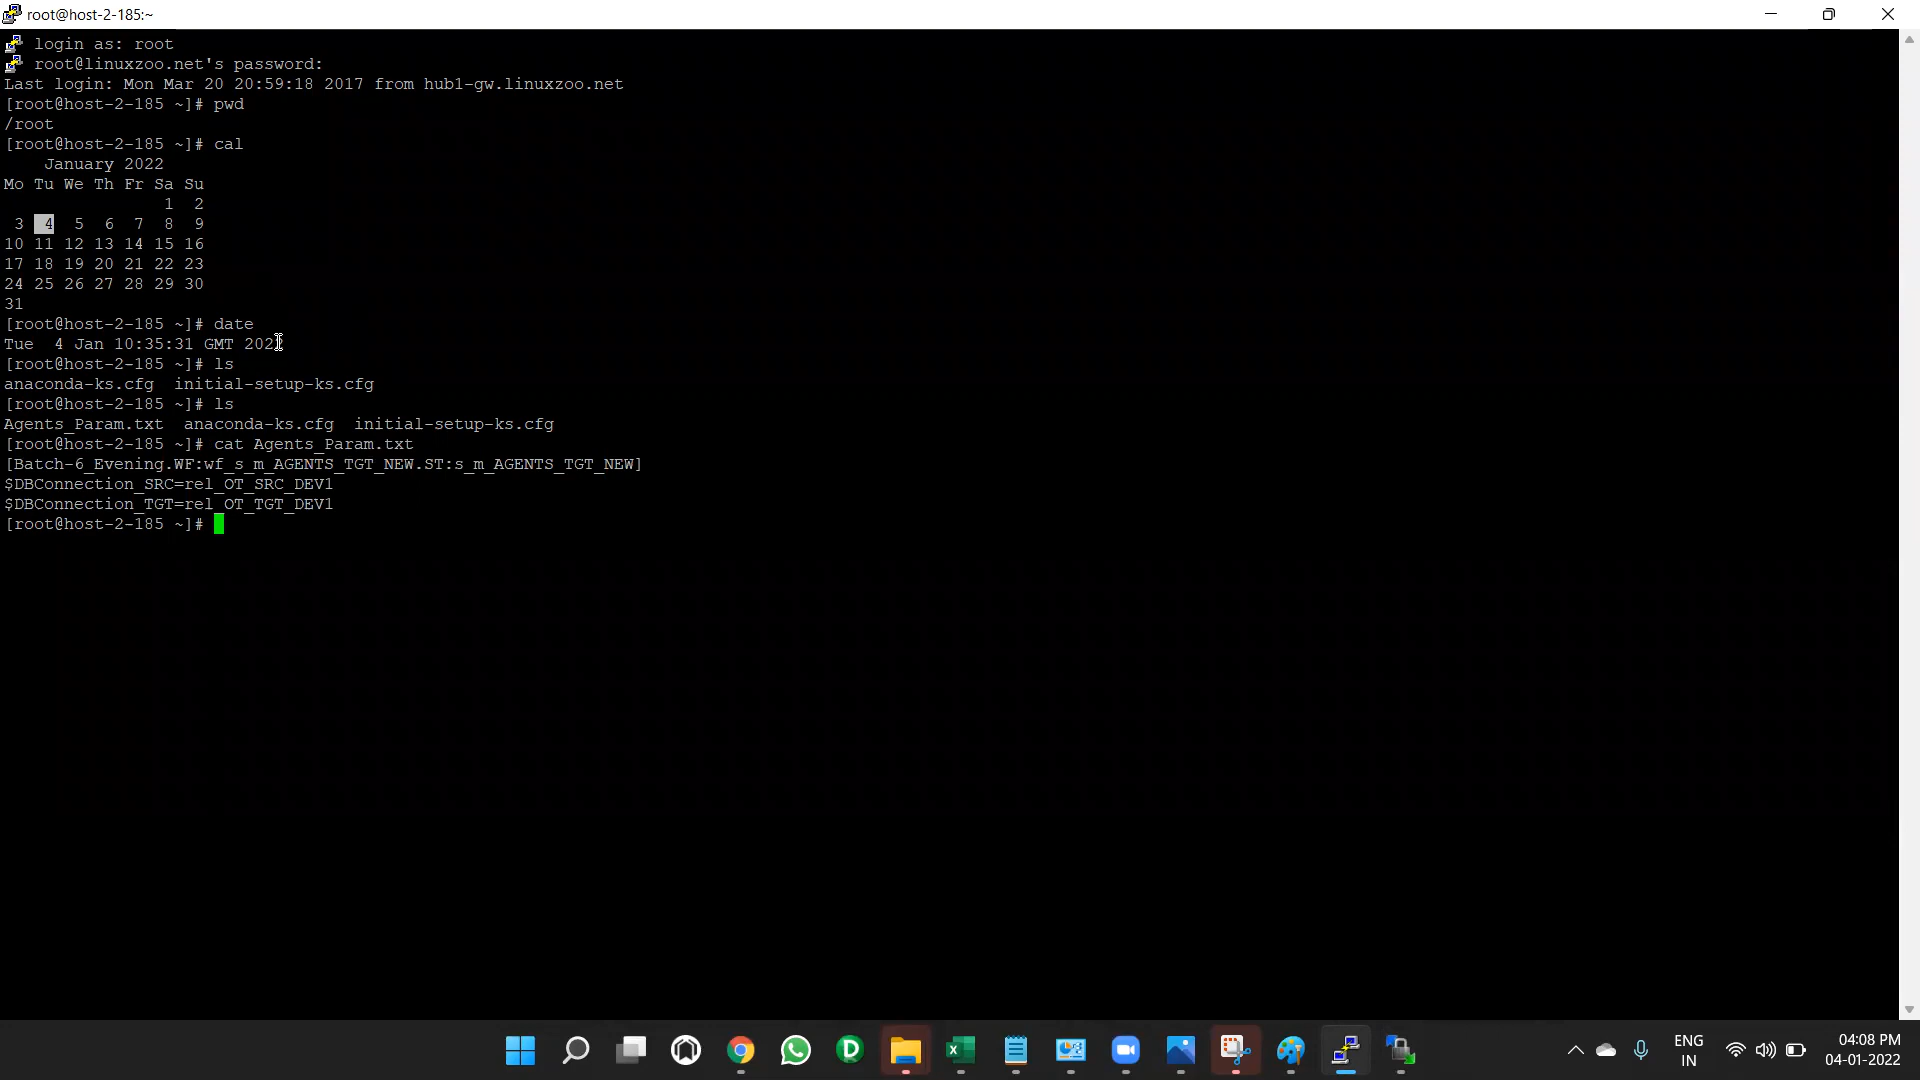 root@host-2-185:~
login as: root
root@linuxzoo.net's password:
Last login: Mon Mar 20 20:59:18 2017 from hub1-gw.linuxzoo.net
[root@host-2-185 ~]# pwd
/root
[root@host-2-185 ~]# cal
January 2022
Mo Tu We Th Fr Sa Su
1 2
3 4 5 6 7 8 9
10 11 12 13 14 15 16
17 18 19 20 21 22 23
24 25 26 27 28 29 30
31
[root@host-2-185 ~]# date
Tue 4 Jan 10:35:31 GMT 2022
[root@host-2-185 ~]# ls
anaconda-ks.cfg initial-setup-ks.cfg
[root@host-2-185 ~]# ls
Agents_Param.txt anaconda-ks.cfg initial-setup-ks.cfg
[root@host-2-185 ~]# cat Agents_Param.txt
[Batch-6_Evening.WF:wf_s_m_AGENTS_TGT_NEW.ST:s_m_AGENTS_TGT_NEW]
$DBConnection_SRC=rel_OT_SRC_DEV1
$DBConnection_TGT=rel_OT_TGT_DEV1
[root@host-2-185 ~]#
ENG 04:08 PM
IN 04-01-2022